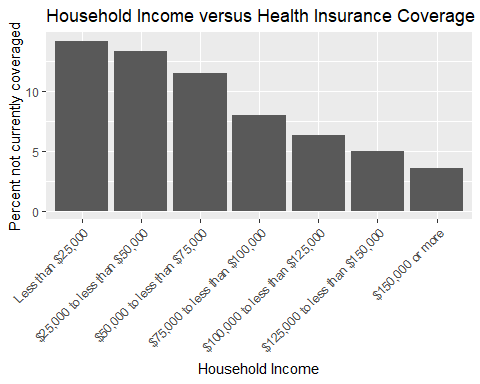 Household Income versus Health Insurance Coverage
Percent not currently coveraged
10
5
0
Less than $25,000
$25,000 to less than $50,000
$50,000 to less than $75,000
$75,000 to less than $100,000
$100,000 to less than $125,000
$125,000 to less than $150,000
$150,000 or more
Household Income